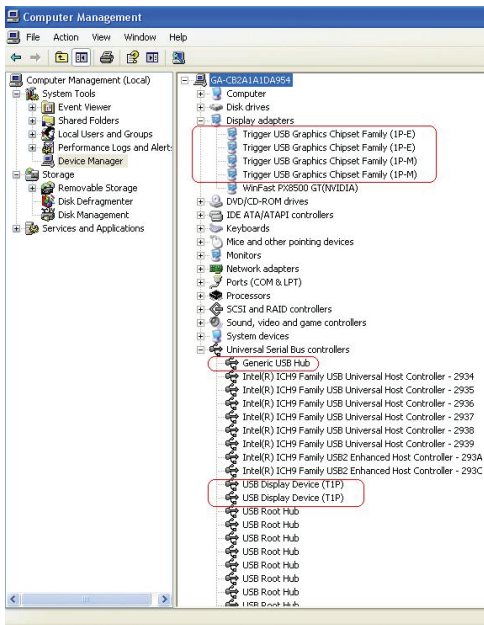 Computer Management
File Action View Window Help
Computer Management (Local)
System Tools
Event Viewer
Shared Folders
Local Users and Groups
Performance Logs and Alert
Device Manager
Storage
Removable Storage
Disk Defragmenter
Disk Management
Services and Applications
GA-CB2A1A1DA954
Computer
Disk drives
Display adapters
Trigger USB Graphics Chipset Family (1P-E)
Trigger USB Graphics Chipset Family (1P-E)
Trigger USB Graphics Chipset Family (1P-M)
Trigger USB Graphics Chipset Family (1P-M)
WinFast PX8500 GT(NVIDIA)
DVD/CD-ROM drives
IDE ATA/ATAPI controllers
Keyboards
Mice and other pointing devices
Monitors
Network adapters
Ports (COM & LPT)
Processors
SCSI and RAID controllers
Sound, video and game controllers
System devices
Universal Serial Bus controllers
Generic USB Hub
Intel(R) ICH9 Family USB Universal Host Controller - 2934
Intel(R) ICH9 Family USB Universal Host Controller - 2935
Intel(R) ICH9 Family USB Universal Host Controller - 2936
Intel(R) ICH9 Family USB Universal Host Controller - 2937
Intel(R) ICH9 Family USB Universal Host Controller - 2938
Intel(R) ICH9 Family USB Universal Host Controller - 2939
Intel(R) ICH9 Family USB2 Enhanced Host Controller - 293A
Intel(R) ICH9 Family USB2 Enhanced Host Controller - 293C
USB Display Device (T1P)
USB Display Device (T1P)
USB Root Hub
USB Root Hub
USB Root Hub
USB Root Hub
USB Root Hub
USB Root Hub
USB Root Hub
USB Root Hub